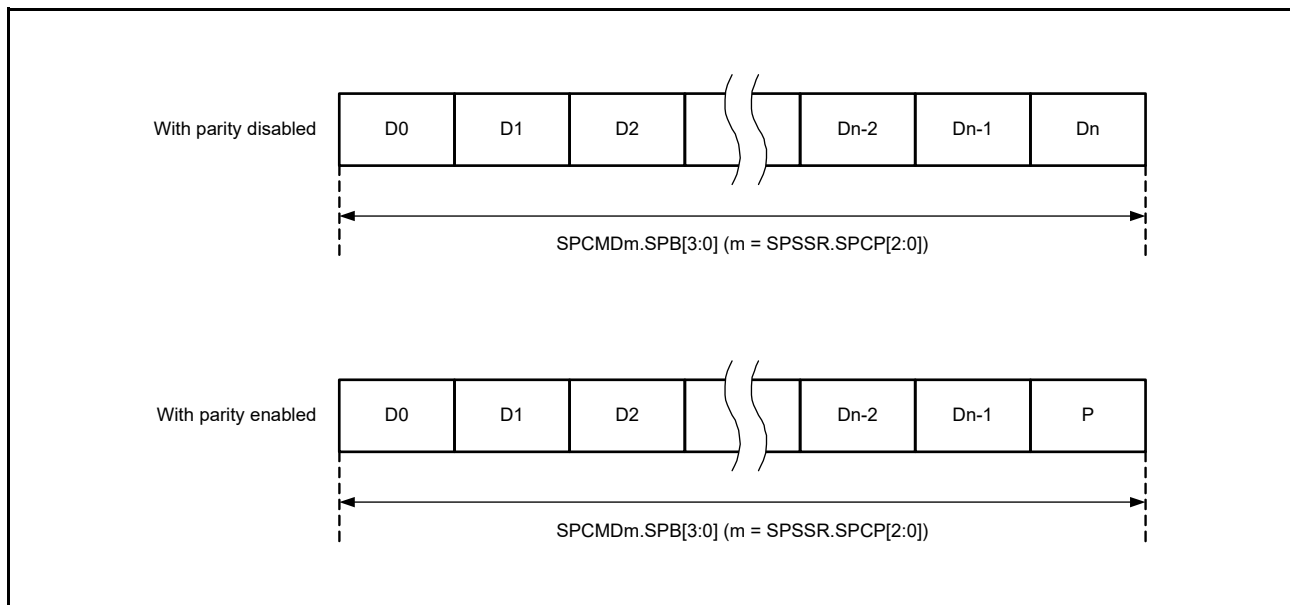 With parity disabled D0 D1 D2 Dn-2 Dn-1 Dn
SPCMDm.SPB[3:0] (m = SPSSR.SPCP[2:0])
With parity enabled D0 D1 D2 Dn-2 Dn-1 P
SPCMDm.SPB[3:0] (m = SPSSR.SPCP[2:0])